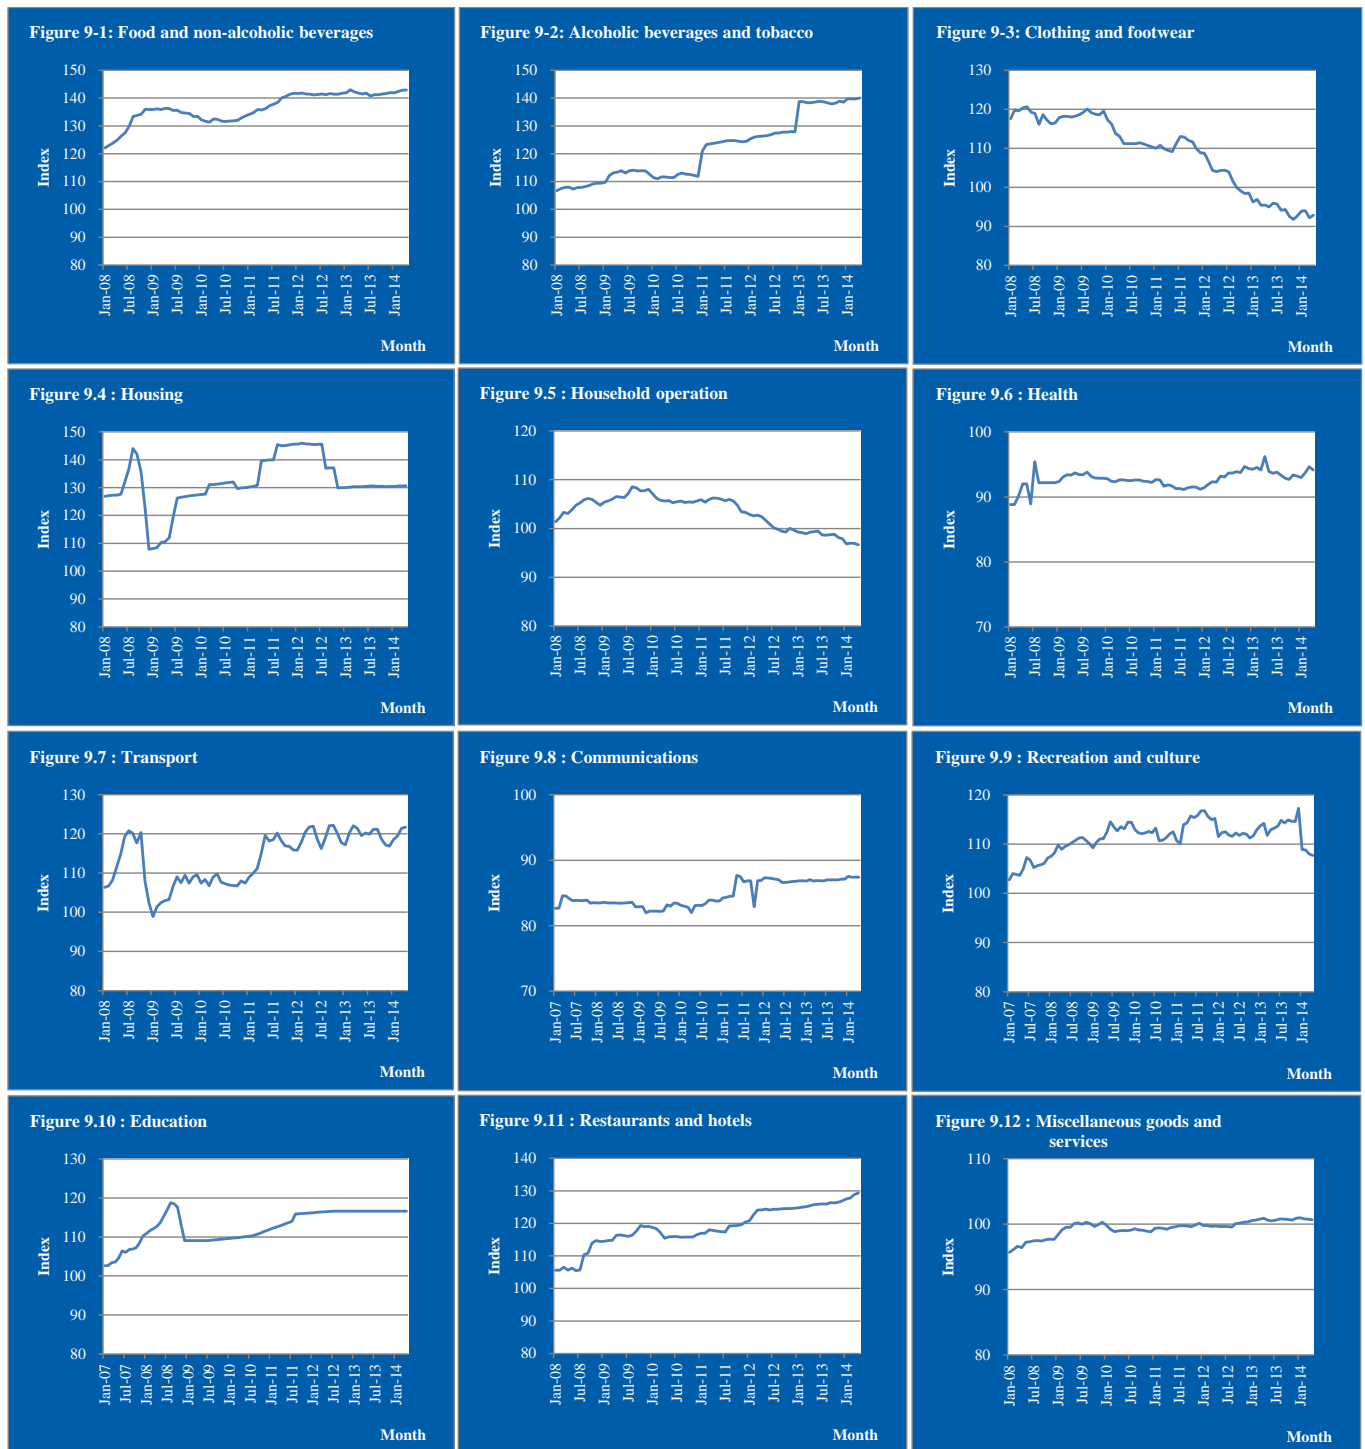 Figure 9-1: Food and non-alcoholic beverages
150
140
130
120
110
100
90
80
Index
Jan-08
Jul-08
Jan-09
Jul-09
Jan-10
Jul-10
Jan-11
Jul-11
Jan-12
Jul-12
Jan-13
Jul-13
Jan-14
Month
Figure 9-2: Alcoholic beverages and tobacco
150
140
130
120
110
100
90
80
Index
Jan-08
Jul-08
Jan-09
Jul-09
Jan-10
Jul-10
Jan-11
Jul-11
Jan-12
Jul-12
Jan-13
Jul-13
Jan-14
Month
Figure 9-3: Clothing and footwear
130
120
110
100
90
80
Index
Jan-08
Jul-08
Jan-09
Jul-09
Jan-10
Jul-10
Jan-11
Jul-11
Jan-12
Jul-12
Jan-13
Jul-13
Jan-14
Month
Figure 9.4 : Housing
150
140
130
120
110
100
90
80
Index
Jan-08
Jul-08
Jan-09
Jul-09
Jan-10
Jul-10
Jan-11
Jul-11
Jan-12
Jul-12
Jan-13
Jul-13
Jan-14
Month
Figure 9.5 : Household operation
120
110
100
90
80
Index
Jan-08
Jul-08
Jan-09
Jul-09
Jan-10
Jul-10
Jan-11
Jul-11
Jan-12
Jul-12
Jan-13
Jul-13
Jan-14
Month
Figure 9.6 : Health
100
90
80
70
Index
Jan-08
Jul-08
Jan-09
Jul-09
Jan-10
Jul-10
Jan-11
Jul-11
Jan-12
Jul-12
Jan-13
Jul-13
Jan-14
Month
Figure 9.7 : Transport
130
120
110
100
90
80
Index
Jan-08
Jul-08
Jan-09
Jul-09
Jan-10
Jul-10
Jan-11
Jul-11
Jan-12
Jul-12
Jan-13
Jul-13
Jan-14
Month
Figure 9.8 : Communications
100
90
80
70
Index
Jan-07
Jul-07
Jan-08
Jul-08
Jan-09
Jul-09
Jan-10
Jul-10
Jan-11
Jul-11
Jan-12
Jul-12
Jan-13
Jul-13
Jan-14
Month
Figure 9.9 : Recreation and culture
120
110
100
90
80
Index
Jan-07
Jul-07
Jan-08
Jul-08
Jan-09
Jul-09
Jan-10
Jul-10
Jan-11
Jul-11
Jan-12
Jul-12
Jan-13
Jul-13
Jan-14
Month
Figure 9.10 : Education
130
120
110
100
90
80
Index
Jan-07
Jul-07
Jan-08
Jul-08
Jan-09
Jul-09
Jan-10
Jul-10
Jan-11
Jul-11
Jan-12
Jul-12
Jan-13
Jul-13
Jan-14
Month
Figure 9.11 : Restaurants and hotels
140
130
120
110
100
90
80
Index
Jan-08
Jul-08
Jan-09
Jul-09
Jan-10
Jul-10
Jan-11
Jul-11
Jan-12
Jul-12
Jan-13
Jul-13
Jan-14
Month
Figure 9.12 : Miscellaneous goods and
services
110
100
90
80
Index
Jan-08
Jul-08
Jan-09
Jul-09
Jan-10
Jul-10
Jan-11
Jul-11
Jan-12
Jul-12
Jan-13
Jul-13
Jan-14
Month